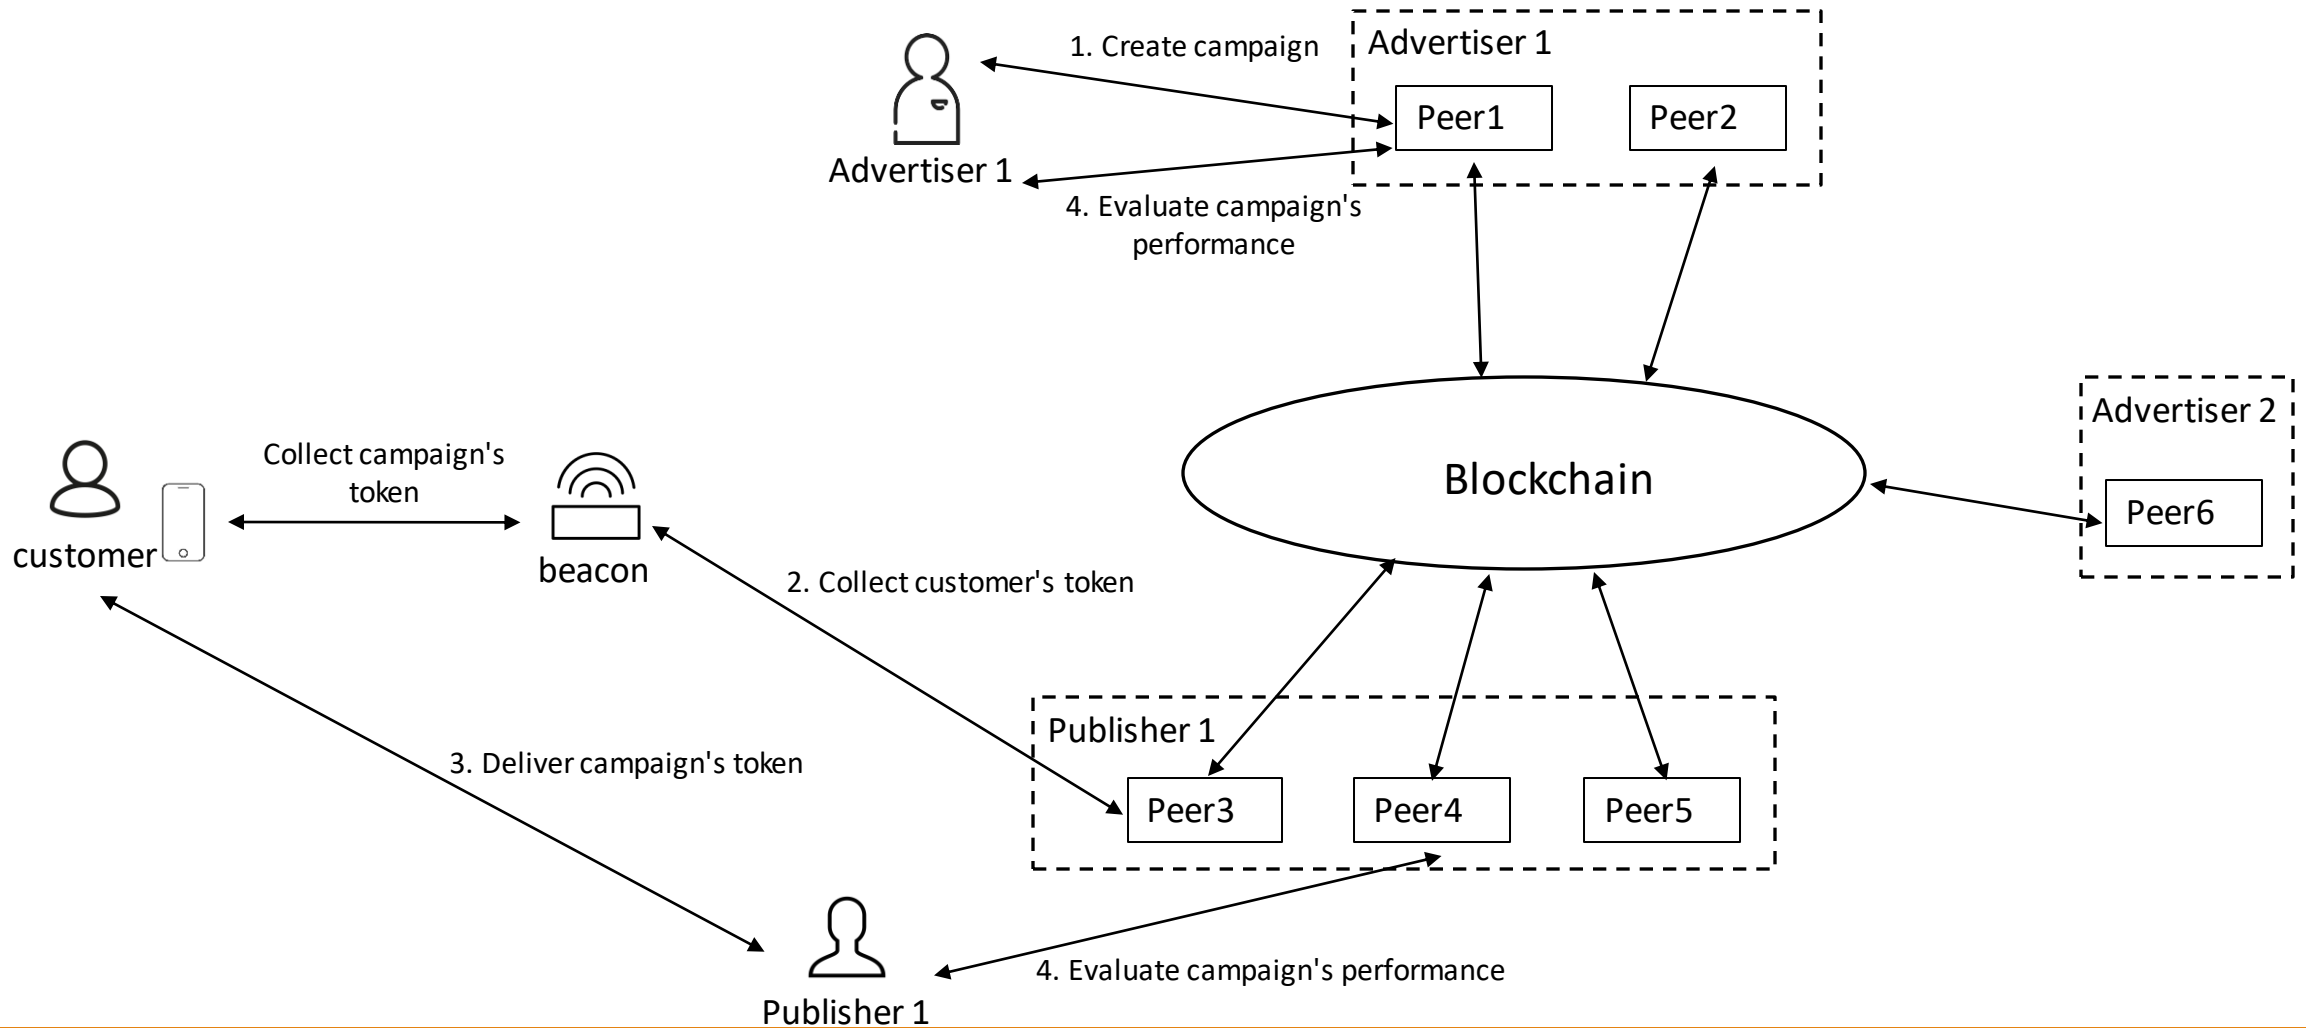 1. Create campaign
Advertiser 1
Peer1
Peer2
Advertiser 1
4. Evaluate campaign's
performance
Advertiser 2
Peer6
Blockchain
Collect campaign's
token
customer
beacon
2. Collect customer's token
Publisher 1
Peer3
Peer4
Peer5
3. Deliver campaign's token
4. Evaluate campaign's performance
Publisher 1